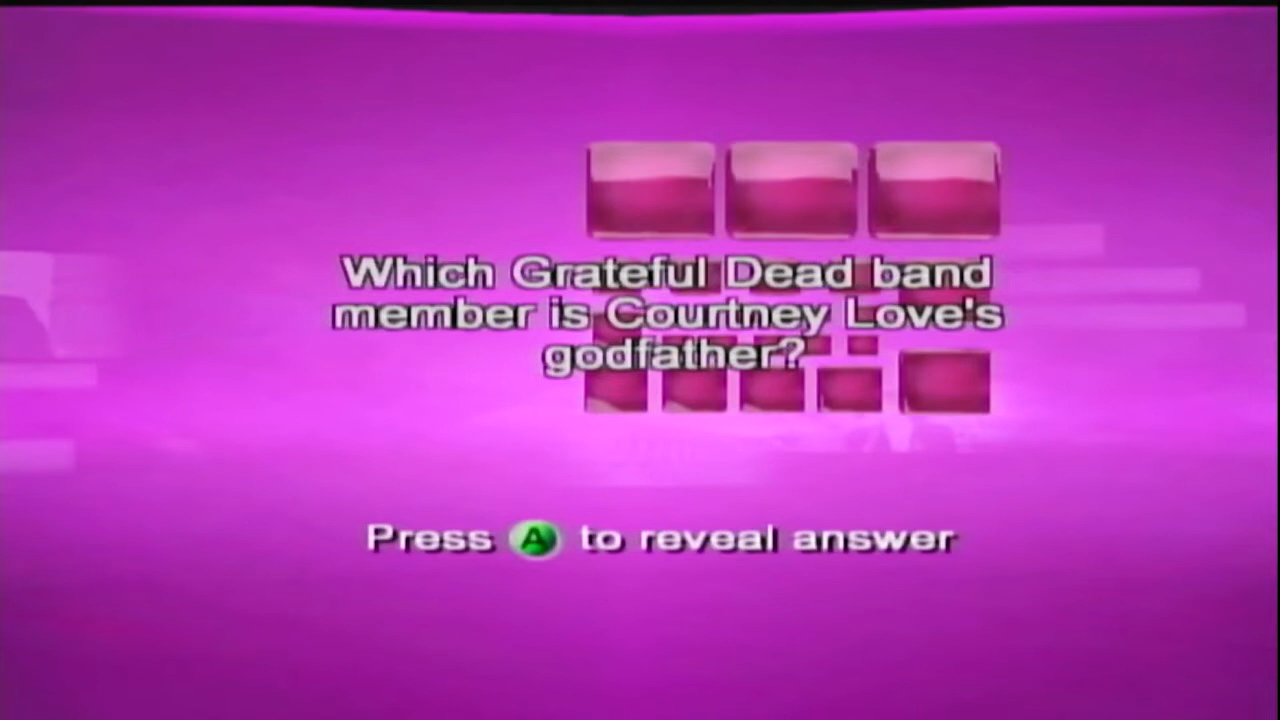 Which Grateful Dead band
member is Courtney Love's
godfather?
Press A to reveal answer